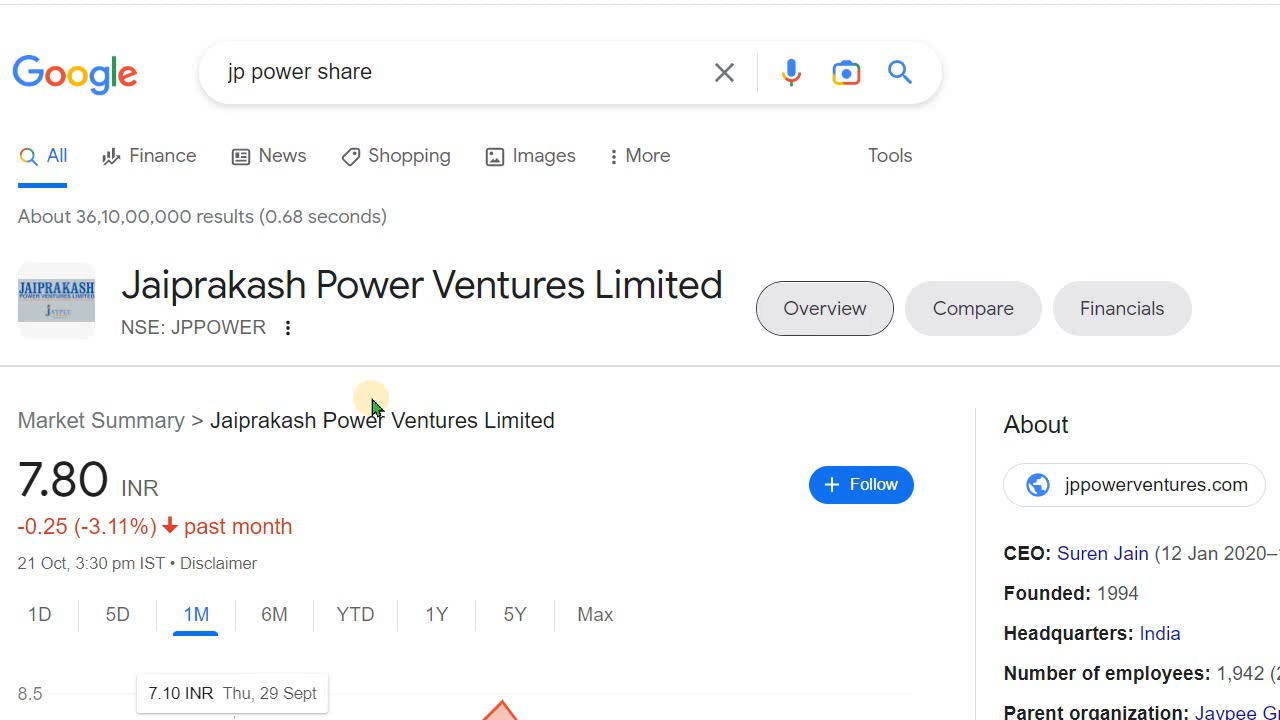 Google
jp power share
All Finance News Shopping Images More Tools
About 36,10,00,000 results (0.68 seconds)
JAIPRAKASH
POWER VENTURES LIMITED
JAYPEE
Jaiprakash Power Ventures Limited
NSE: JPPOWER
Overview Compare Financials
Market Summary > Jaiprakash Power Ventures Limited
7.80 INR
+ Follow
-0.25 (-3.11%) past month
21 Oct, 3:30 pm IST • Disclaimer
1D 5D 1M 6M YTD 1Y 5Y Max
8.5
7.10 INR Thu, 29 Sept
About
jppowerventures.com
CEO: Suren Jain (12 Jan 2020–
Founded: 1994
Headquarters: India
Number of employees: 1,942 (
Parent organization: Jaypee